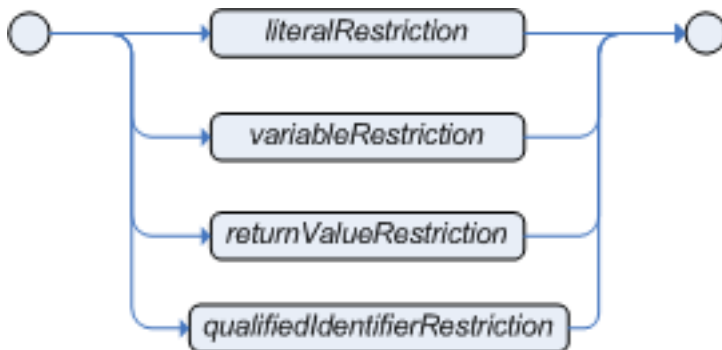 literalRestriction
variableRestriction
returnValueRestriction
qualifiedIdentifierRestriction